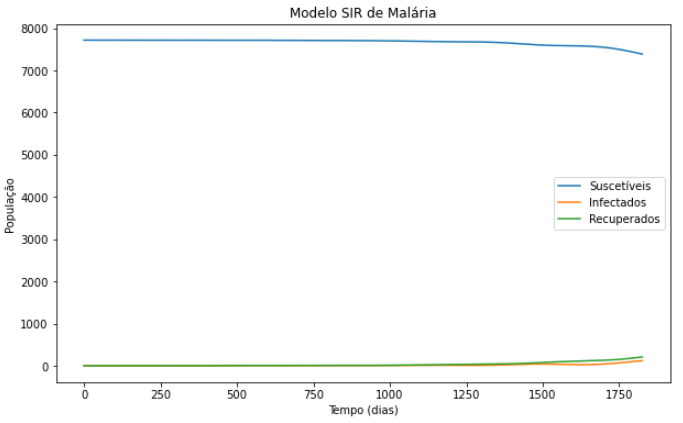 Modelo SIR de Malária
8000
7000
6000
5000
4000
3000
2000
1000
0
População
Suscetíveis
Infectados
Recuperados
0 250 500 750 1000 1250 1500 1750
Tempo (dias)